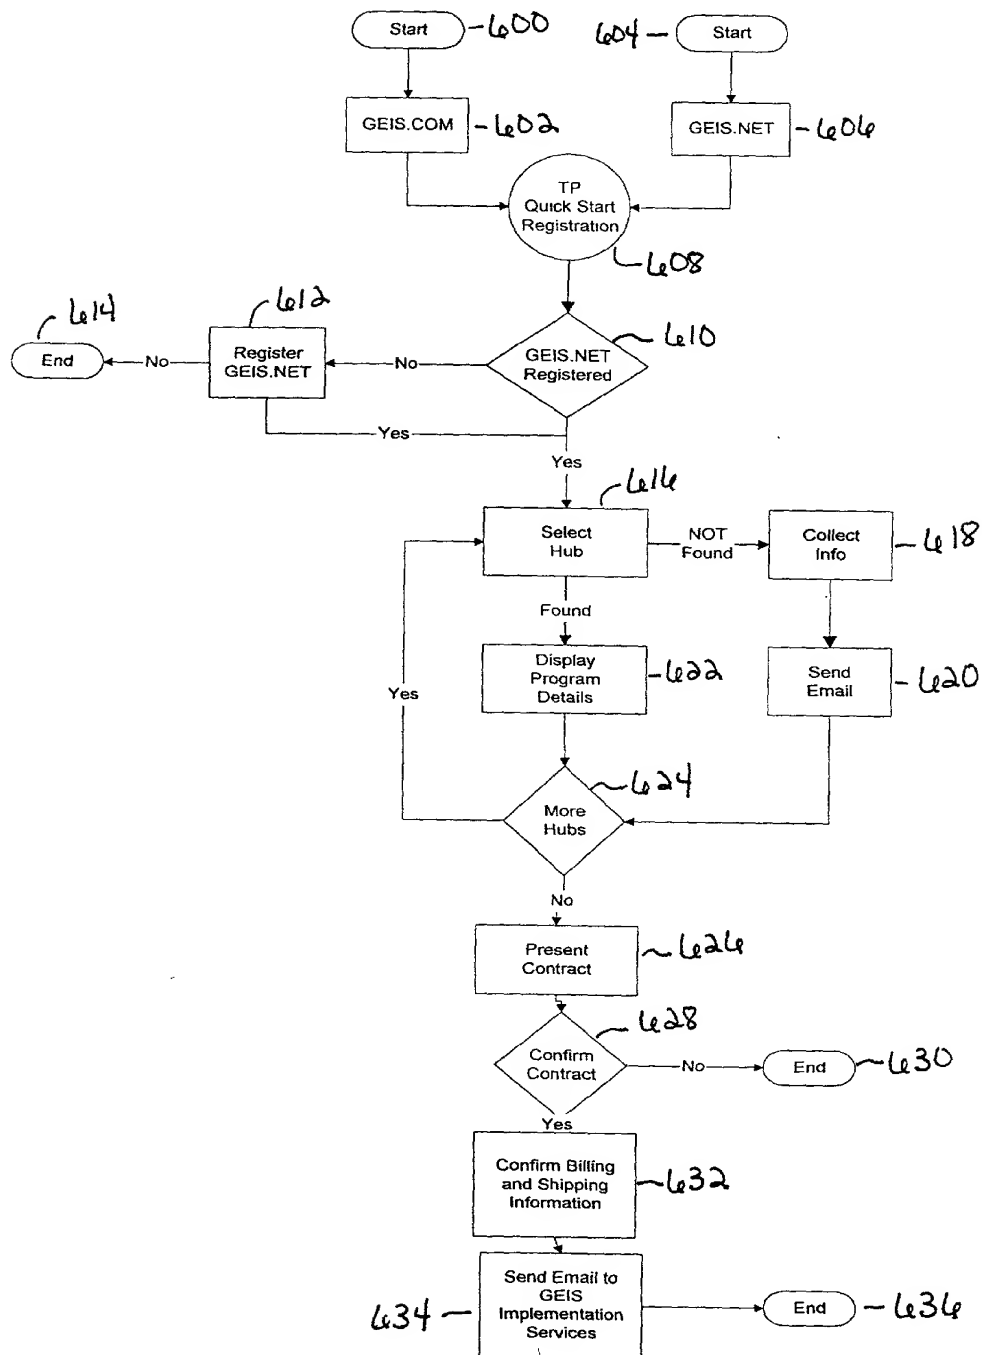 Start
600
604
Start
GEIS.COM
602
GEIS.NET
606
TP
Quick Start
Registration
608
614
612
610
End
No
Register
GEIS.NET
No
GEIS.NET
Registered
Yes
Yes
616
Select
Hub
NOT
Found
Collect
Info
618
Found
Yes
Display
Program
Details
622
Send
Email
620
624
More
Hubs
No
Present
Contract
626
628
Confirm
Contract
No
End
630
Yes
Confirm Billing
and Shipping
Information
632
634
Send Email to
GEIS
Implementation
Services
End
636